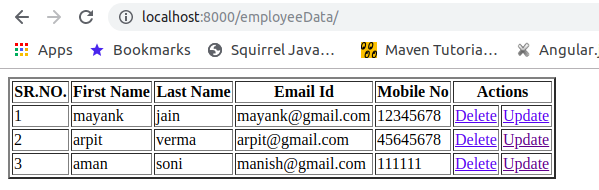 localhost:8000/employeeData/
Apps Bookmarks Squirrel Java… Maven Tutoria… Angular.
SR.NO. First Name Last Name Email Id Mobile No Actions
1 mayank jain mayank@gmail.com 12345678 Delete Update
2 arpit verma arpit@gmail.com 45645678 Delete Update
3 aman soni manish@gmail.com 111111 Delete Update